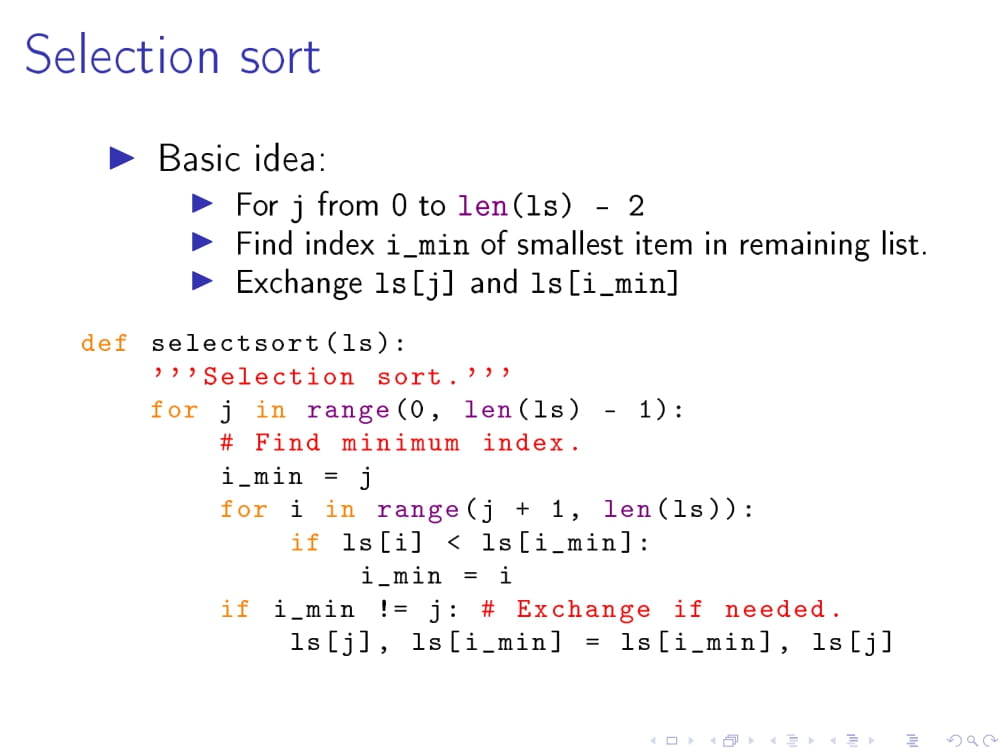 Selection sort
▶ Basic idea:
▶ For j from 0 to len(ls) - 2
▶ Find index i_min of smallest item in remaining list.
▶ Exchange ls[j] and ls[i_min]
def selectsort(ls):
    ’’’Selection sort.’’’
    for j in range(0, len(ls) - 1):
        # Find minimum index.
        i_min = j
        for i in range(j + 1, len(ls)):
            if ls[i] < ls[i_min]:
                i_min = i
        if i_min != j: # Exchange if needed.
            ls[j], ls[i_min] = ls[i_min], ls[j]